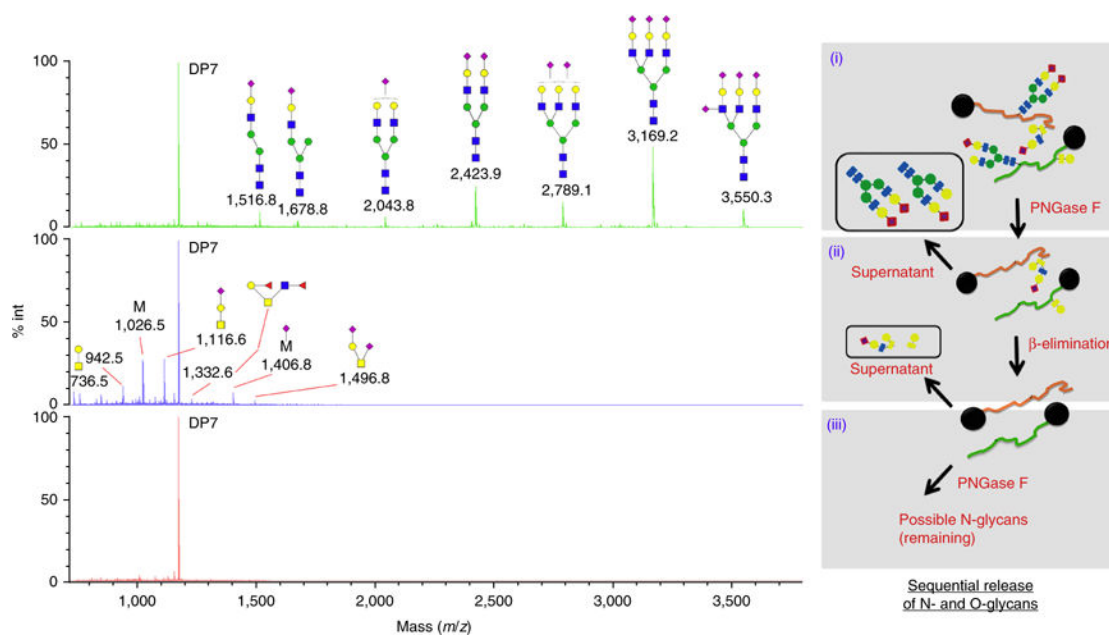 100
50
0
DP7
1,516.8
1,678.8
2,043.8
2,423.9
2,789.1
3,169.2
3,550.3
% int
100
50
0
DP7
M
1,026.5
942.5
736.5
1,116.6
1,332.6
M
1,406.8
1,496.8
100
50
0
DP7
1,000
1,500
2,000
2,500
3,000
3,500
Mass (m/z)
(i)
PNGase F
(ii)
Supernatant
β-elimination
Supernatant
(iii)
PNGase F
Possible N-glycans
(remaining)
Sequential release
of N- and O-glycans